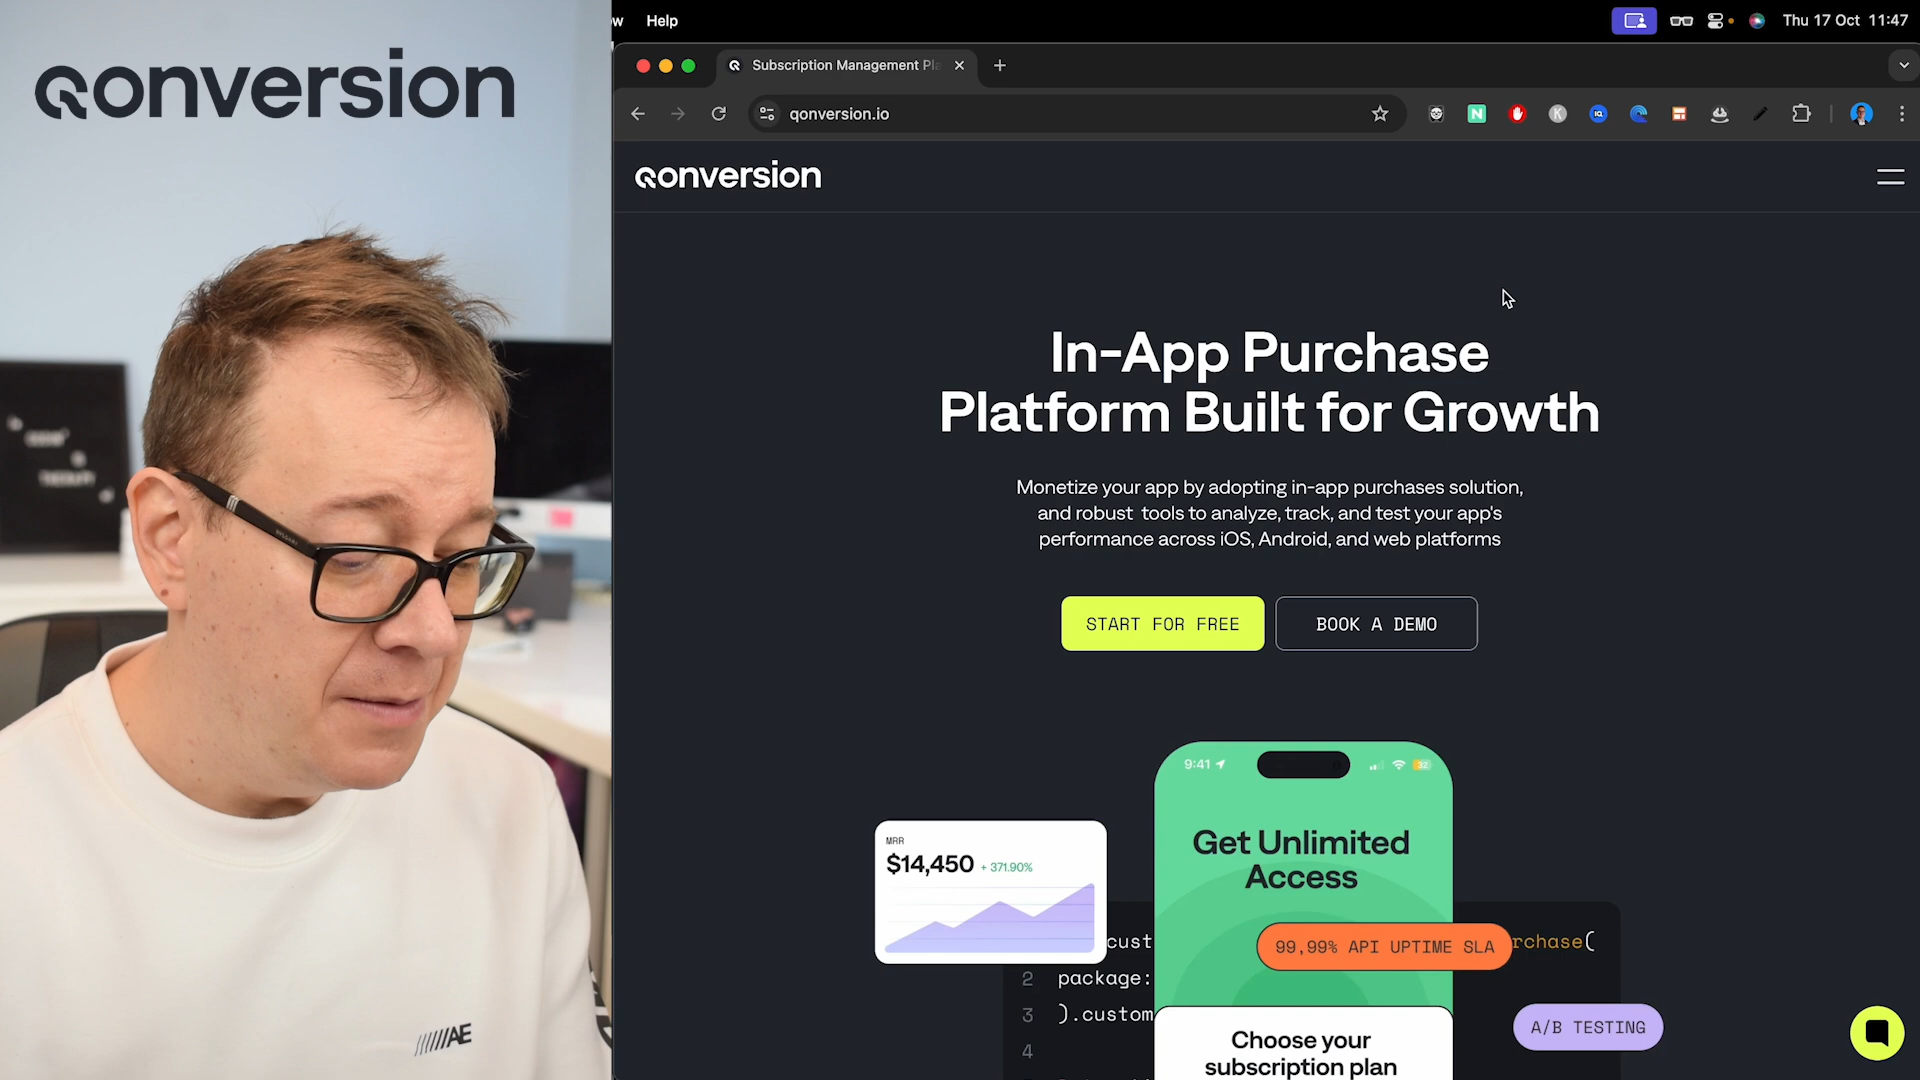 Qonversion
Help
Thu 17 Oct 11:47
Subscription Management Pla
qonversion.io
Qonversion
In-App Purchase
Platform Built for Growth
Monetize your app by adopting in-app purchases solution,
and robust tools to analyze, track, and test your app's
performance across iOS, Android, and web platforms
START FOR FREE
BOOK A DEMO
9:41
32
Get Unlimited
Access
MRR
$14,450 + 371.90%
cust
rchase(
99,99% API UPTIME SLA
2 package:
3 ).custom
4
A/B TESTING
Choose your
subscription plan
AE